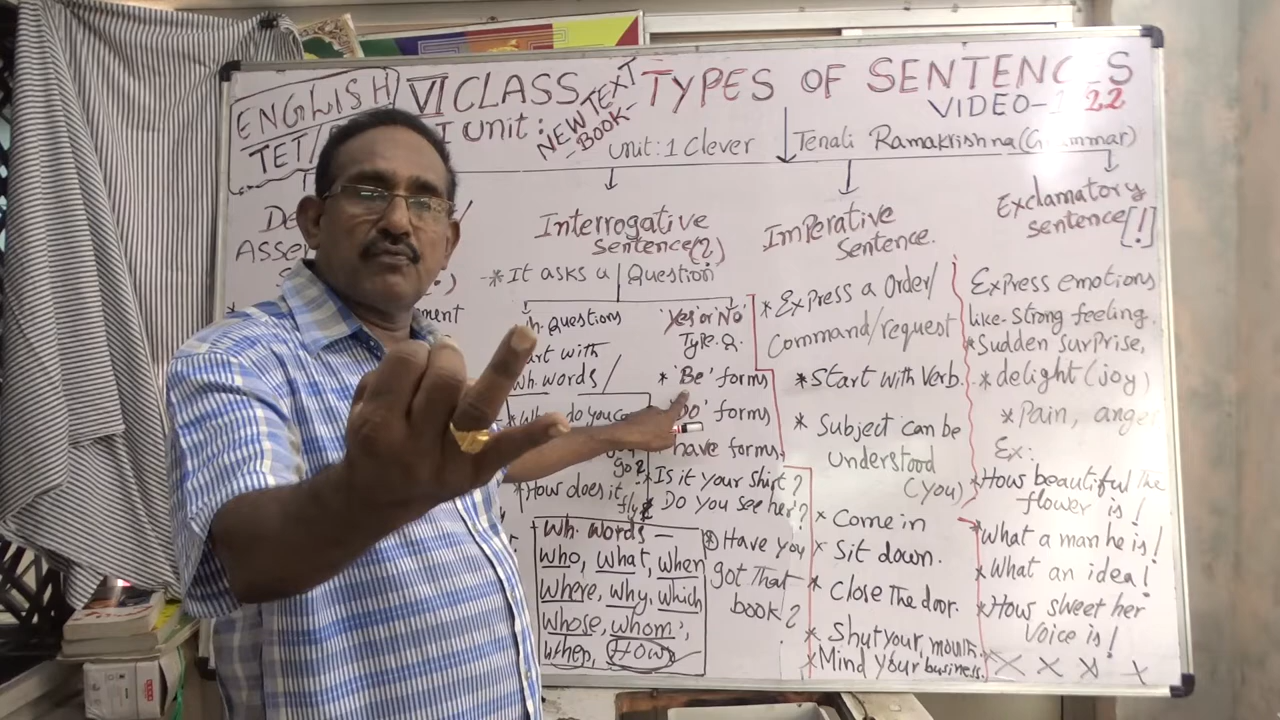 ENGLISH
TET/
VI CLASS
NEW TEXT
-BOOK-
TYPES OF SENTENCES
VIDEO-1 22
I Unit:
Unit:1 Clever Tenali Ramakrishna (Grammar)
Interrogative
Sentence(?)
*It asks a Question
Questions
with
wh. words/
do you
go?
*How does it
fly
Wh. words —
who, what, when
where, why, which
whose, whom,
when, How
'Yes or No'
Type.Q.
* 'Be' forms
forms
have forms.
*Is it your shirt?
* Do you see her?
Have you
got that
book?
Imperative
Sentence.
*Express a Order/
Command/request
*Start with Verb.
* Subject can be
Understood
(you)
* Come in
* Sit down.
* Close The door.
* Shut your, mouth.
* Mind your business.
Exclamatory
sentence [!]
Express emotions
like-strong feeling.
*Sudden surprise,
* delight (joy)
*Pain, anger
Ex:
*How beautiful the
flower is!
*What a man he is!
*What an idea!
*How sweet her
Voice is!
X X X X